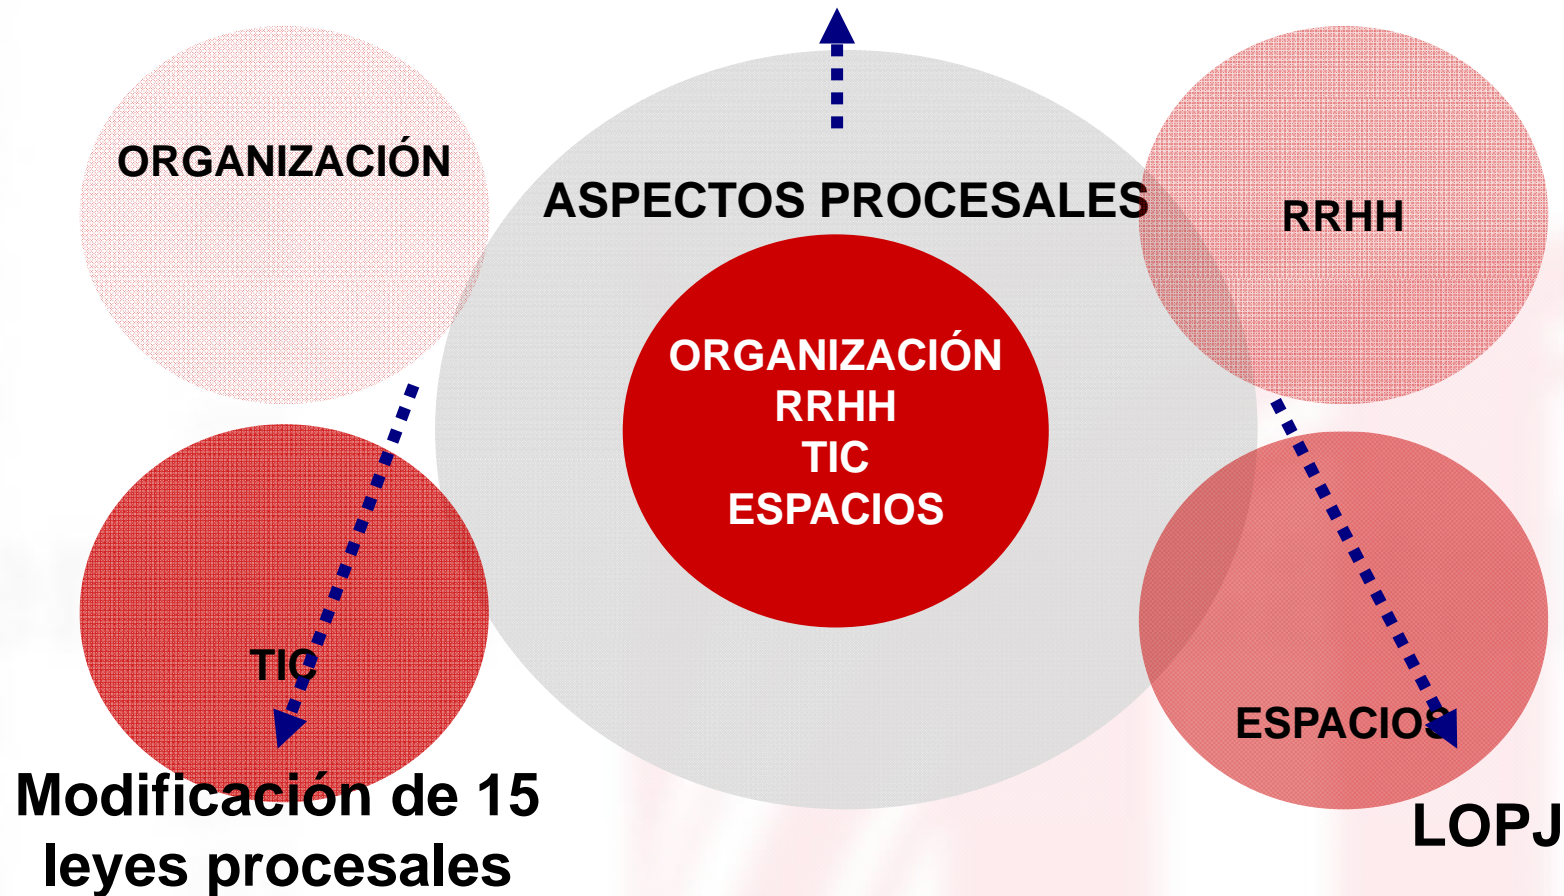 ORGANIZACIÓN
ASPECTOS PROCESALES
RRHH
ORGANIZACIÓN
RRHH
TIC
ESPACIOS
TIC
ESPACIOS
Modificación de 15
leyes procesales
LOPJ